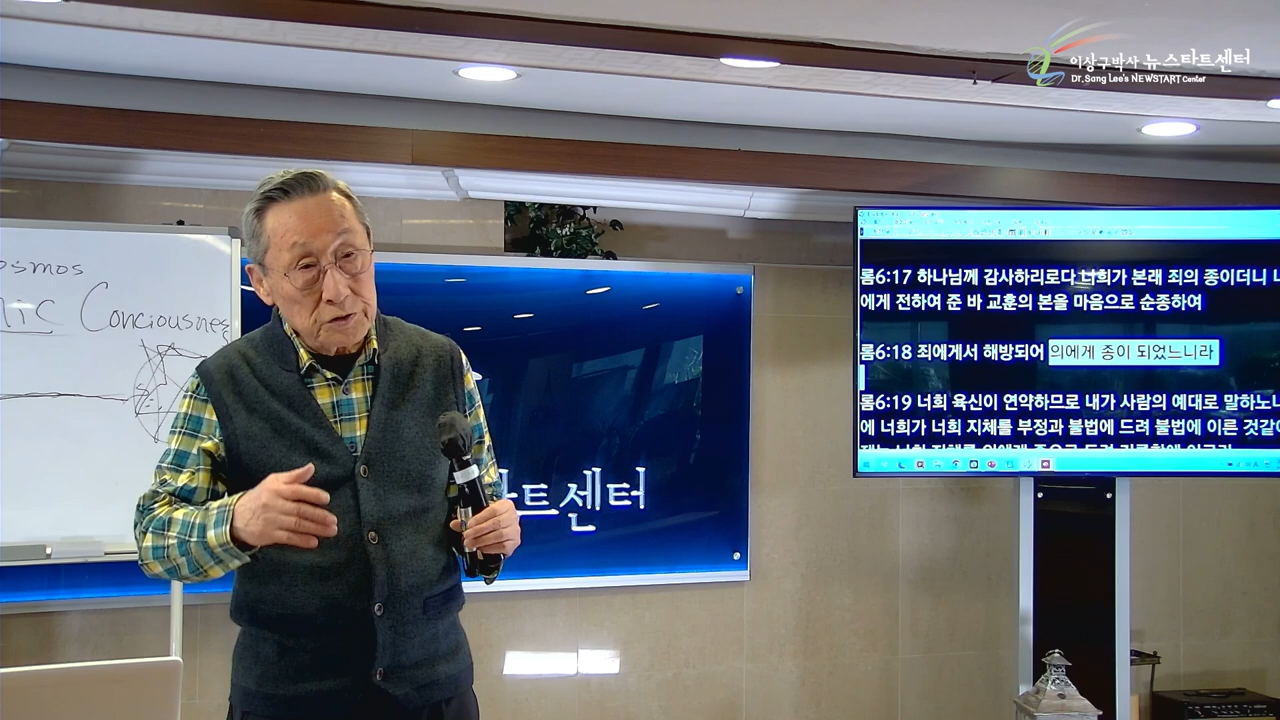 이상구박사 뉴스타트센터
Dr. Sang Lee's NEWSTART Center
osmos
Conciousnes
트센터
롬6:17 하나님께 감사하리로다 너희가 본래 죄의 종이더니 너
에게 전하여 준 바 교훈의 본을 마음으로 순종하여
롬6:18 죄에게서 해방되어 의에게 종이 되었느니라
롬6:19 너희 육신이 연약하므로 내가 사람의 예대로 말하노니
에 너희가 너희 지체를 부정과 불법에 드려 불법에 이른 것같이